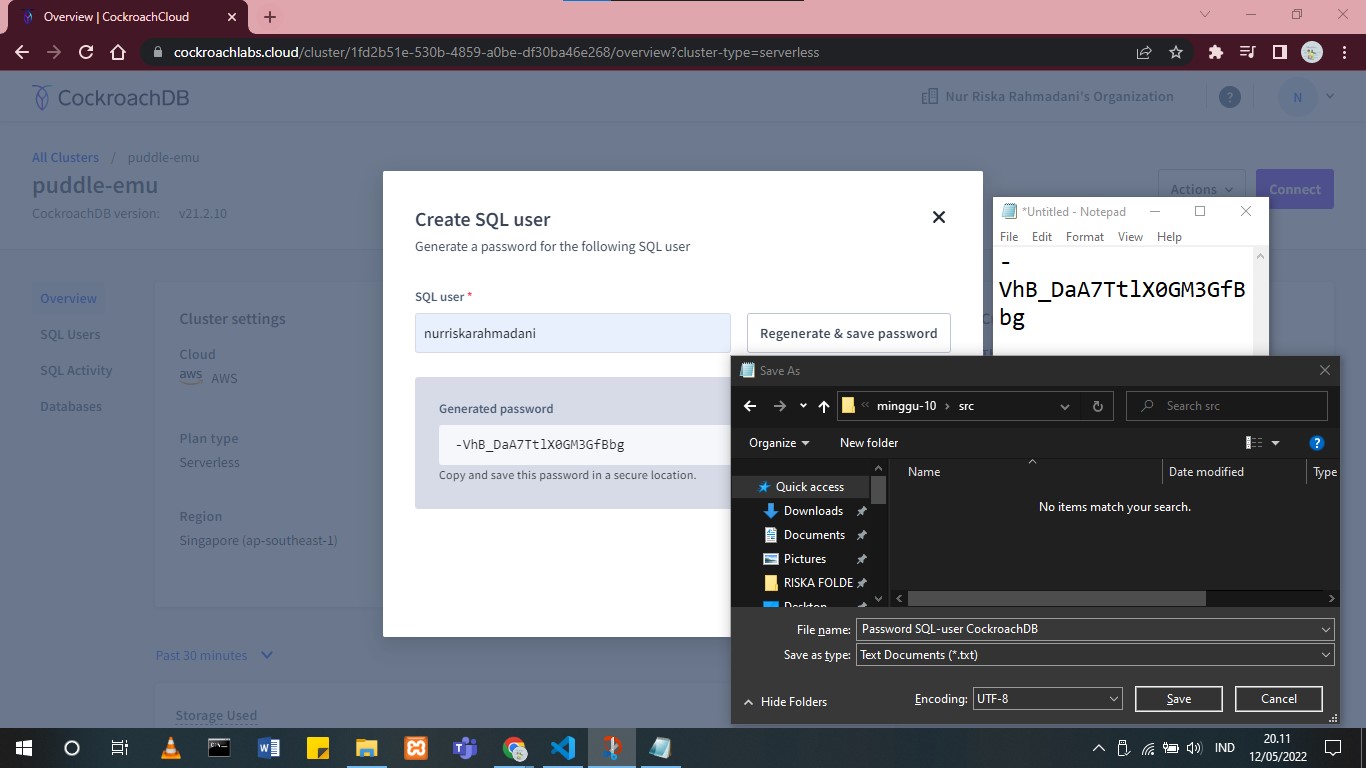 Overview | CockroachCloud
cockroachlabs.cloud/cluster/1fd2b51e-530b-4859-a0be-df30ba46e268/overview?cluster-type=serverless
CockroachDB
Nur Riska Rahmadani's Organization
?
N
All Clusters / puddle-emu
puddle-emu
CockroachDB version: v21.2.10
Actions
Connect
Overview
SQL Users
SQL Activity
Databases
Cluster settings
Cloud
aws AWS
Plan type
Serverless
Region
Singapore (ap-southeast-1)
Past 30 minutes
Storage Used
Create SQL user
Generate a password for the following SQL user
SQL user *
nurriskarahmadani
Regenerate & save password
Generated password
-VhB_DaA7TtlX0GM3GfBbg
Copy and save this password in a secure location.
*Untitled - Notepad
File Edit Format View Help
-
VhB_DaA7TtlX0GM3GfB
bg
Save As
« minggu-10 › src
Search src
Organize New folder
?
Name Date modified Type
No items match your search.
Quick access
Downloads
Documents
Pictures
RISKA FOLDE
Desktop
File name: Password SQL-user CockroachDB
Save as type: Text Documents (*.txt)
Hide Folders
Encoding: UTF-8
Save
Cancel
IND
20.11
12/05/2022